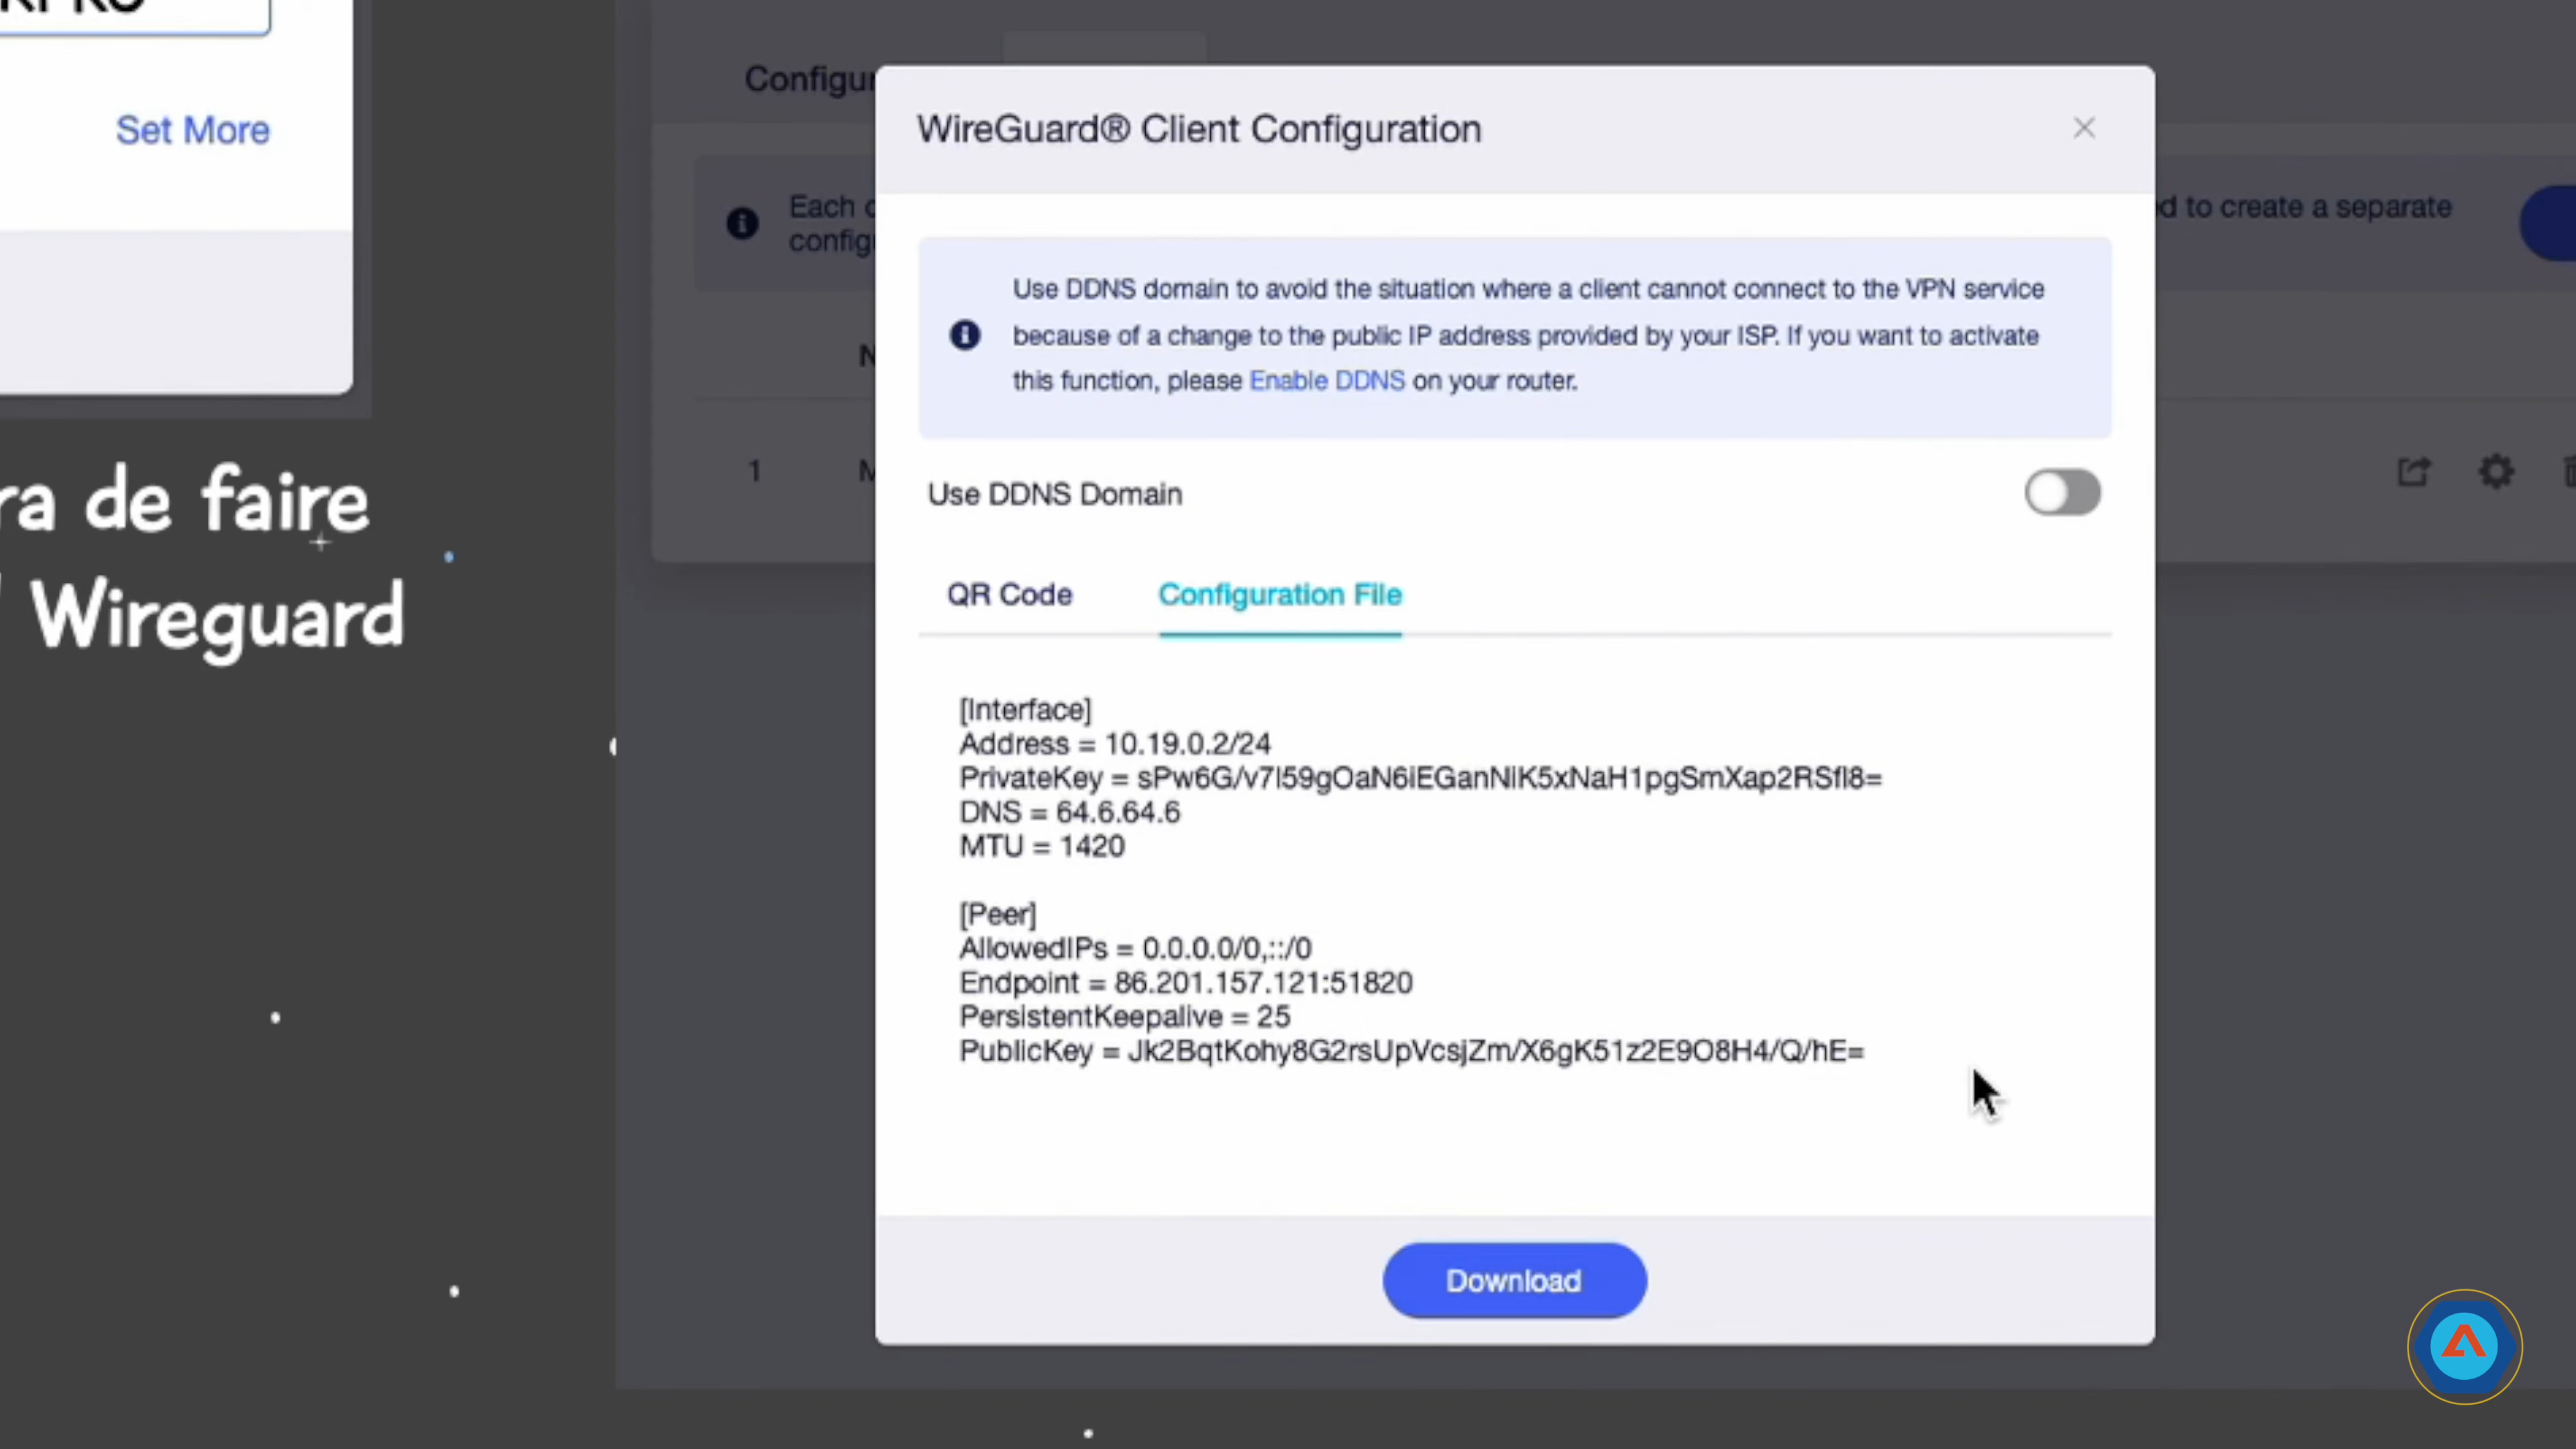 Set More
ra de faire
Wireguard
WireGuard® Client Configuration
Each
ed to create a separate
Use DDNS domain to avoid the situation where a client cannot connect to the VPN service
because of a change to the public IP address provided by your ISP. If you want to activate
this function, please Enable DDNS on your router.
1
Use DDNS Domain
QR Code
Configuration File
[Interface]
Address = 10.19.0.2/24
PrivateKey =
DNS = 64.6.64.6
MTU = 1420
[Peer]
AllowedIPs = 0.0.0.0/0,::/0
Endpoint = 86.201.157.121:51820
PersistentKeepalive = 25
PublicKey = Jk2BqtKohy8G2rsUpVcsjZm/X6gK51z2E9O8H4/Q/hE=
Download